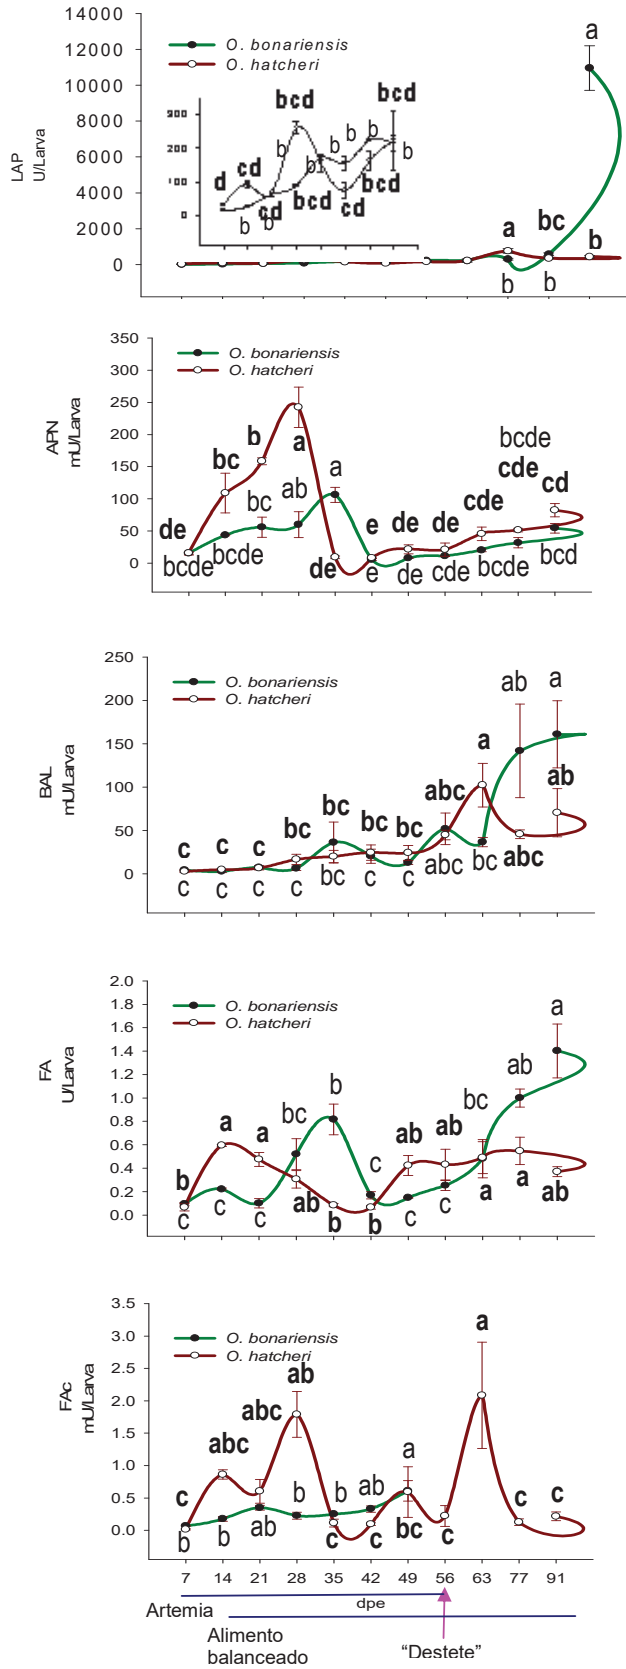 14000
12000
10000
8000
6000
4000
2000
0
LAP
U/Larva
O. bonariensis
O. hatcheri
300
200
100
0
d
cd
bcd
b
b
cd
b
b
bcd
b
b
cd
b
bcd
bcd
b
a
a
bc
b
b
b
350
300
250
200
150
100
50
0
APN
mU/Larva
O. bonariensis
O. hatcheri
de
bc
b
a
bc
ab
a
bcde
bcde
de
e
e
de
de
de
cde
cde
bcde
bcde
cde
cd
bcd
250
200
150
100
50
0
BAL
mU/Larva
O. bonariensis
O. hatcheri
c
c
c
bc
bc
bc
bc
abc
a
ab
a
ab
c
c
c
c
bc
c
c
abc
bc
abc
2.0
1.8
1.6
1.4
1.2
1.0
0.8
0.6
0.4
0.2
0.0
FA
U/Larva
O. bonariensis
O. hatcheri
b
a
a
bc
b
c
ab
ab
bc
ab
a
c
c
c
ab
b
b
c
c
a
a
ab
3.5
3.0
2.5
2.0
1.5
1.0
0.5
0.0
FAc
mU/Larva
O. bonariensis
O. hatcheri
c
abc
abc
ab
b
b
ab
a
a
c
c
b
b
ab
c
c
bc
c
7 14 21 28 35 42 49 56 63 77 91
dpe
Artemia
Alimento
balanceado
“Destete”